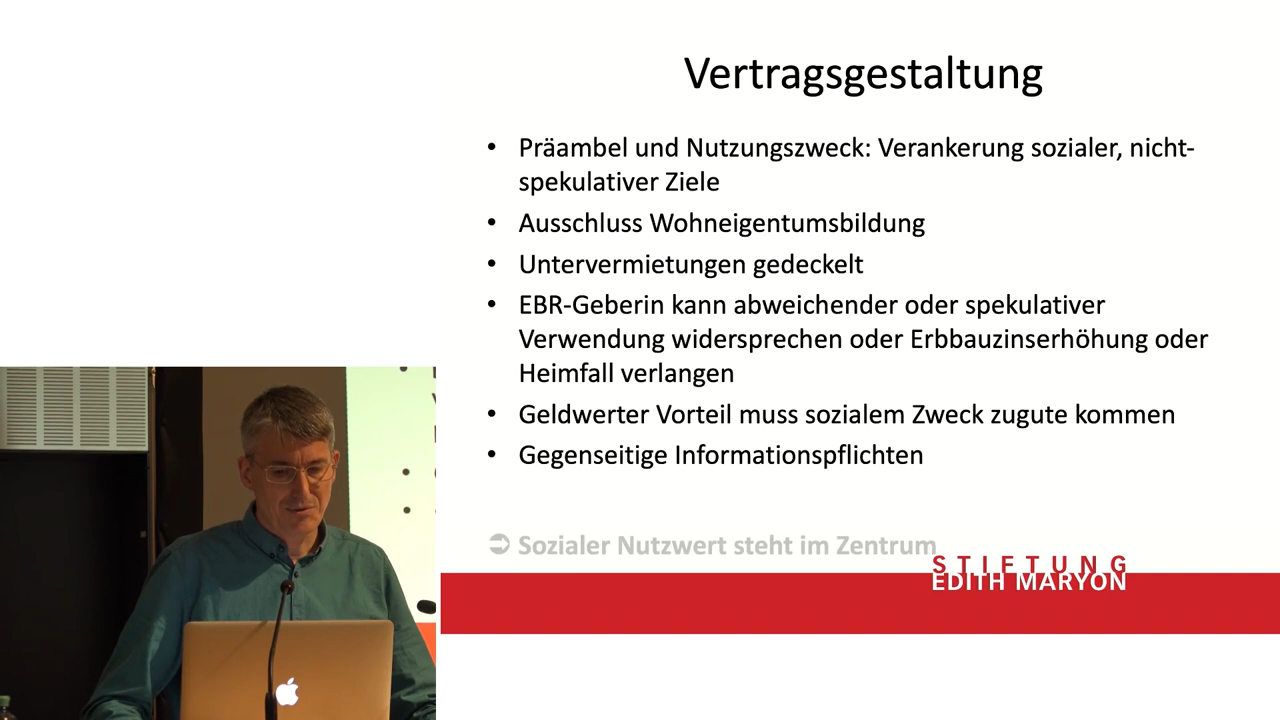 Vertragsgestaltung
• Präambel und Nutzungszweck: Verankerung sozialer, nicht-
spekulativer Ziele
• Ausschluss Wohneigentumsbildung
• Untervermietungen gedeckelt
• EBR-Geberin kann abweichender oder spekulativer
Verwendung widersprechen oder Erbbauzinserhöhung oder
Heimfall verlangen
• Geldwerter Vorteil muss sozialem Zweck zugute kommen
• Gegenseitige Informationspflichten
➲ Sozialer Nutzwert steht im Zentrum
STIFTUNG
EDITH MARYON